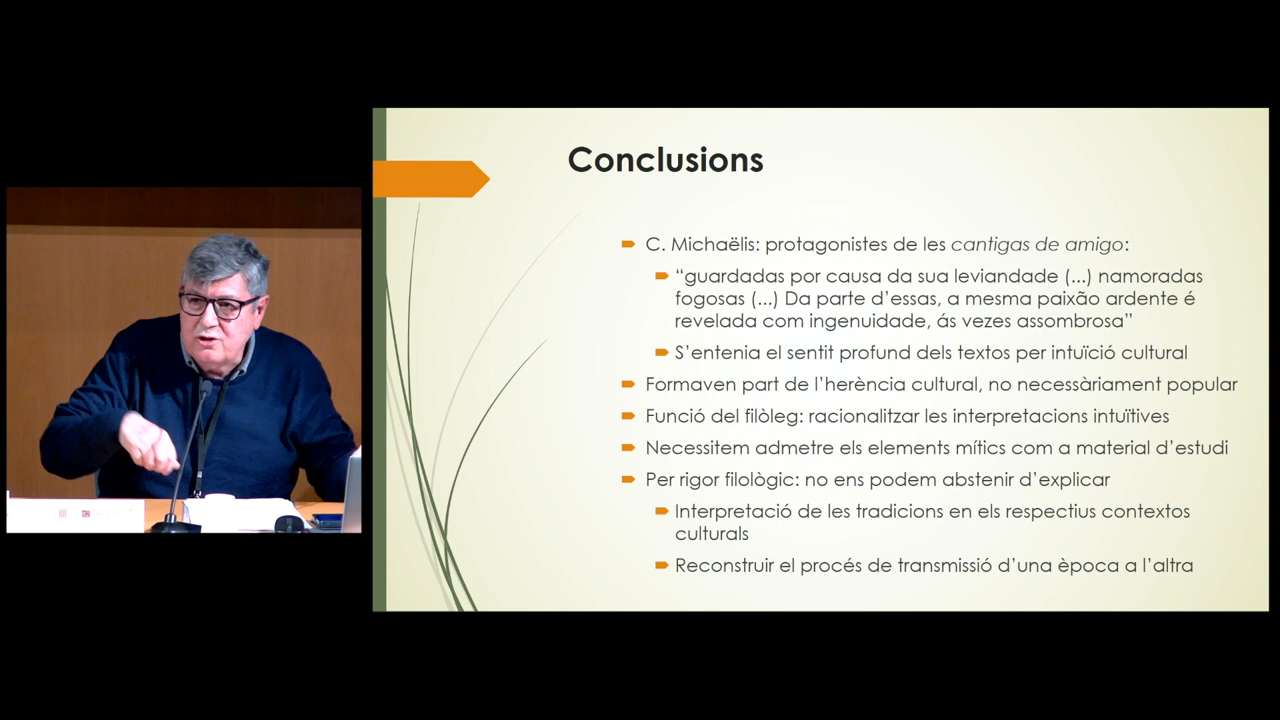 Conclusions
C. Michaëlis: protagonistes de les cantigas de amigo:
“guardadas por causa da sua leviandade (...) namoradas
fogosas (...) Da parte d’essas, a mesma paixão ardente é
revelada com ingenuidade, ás vezes assombrosa”
S’entenia el sentit profund dels textos per intuïció cultural
Formaven part de l’herència cultural, no necessàriament popular
Funció del filòleg: racionalitzar les interpretacions intuïtives
Necessitem admetre els elements mítics com a material d’estudi
Per rigor filològic: no ens podem abstenir d’explicar
Interpretació de les tradicions en els respectius contextos
culturals
Reconstruir el procés de transmissió d’una època a l’altra